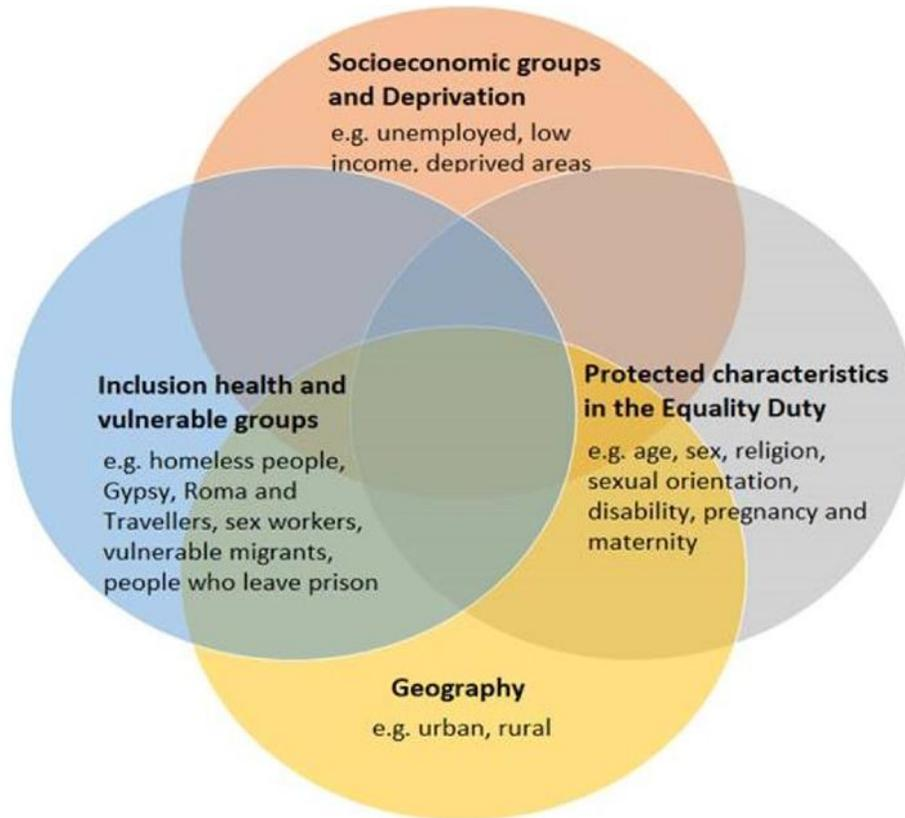 Socioeconomic groups
and Deprivation
e.g. unemployed, low
income, deprived areas
Inclusion health and
vulnerable groups
e.g. homeless people,
Gypsy, Roma and
Travellers, sex workers,
vulnerable migrants,
people who leave prison
Protected characteristics
in the Equality Duty
e.g. age, sex, religion,
sexual orientation,
disability, pregnancy and
maternity
Geography
e.g. urban, rural